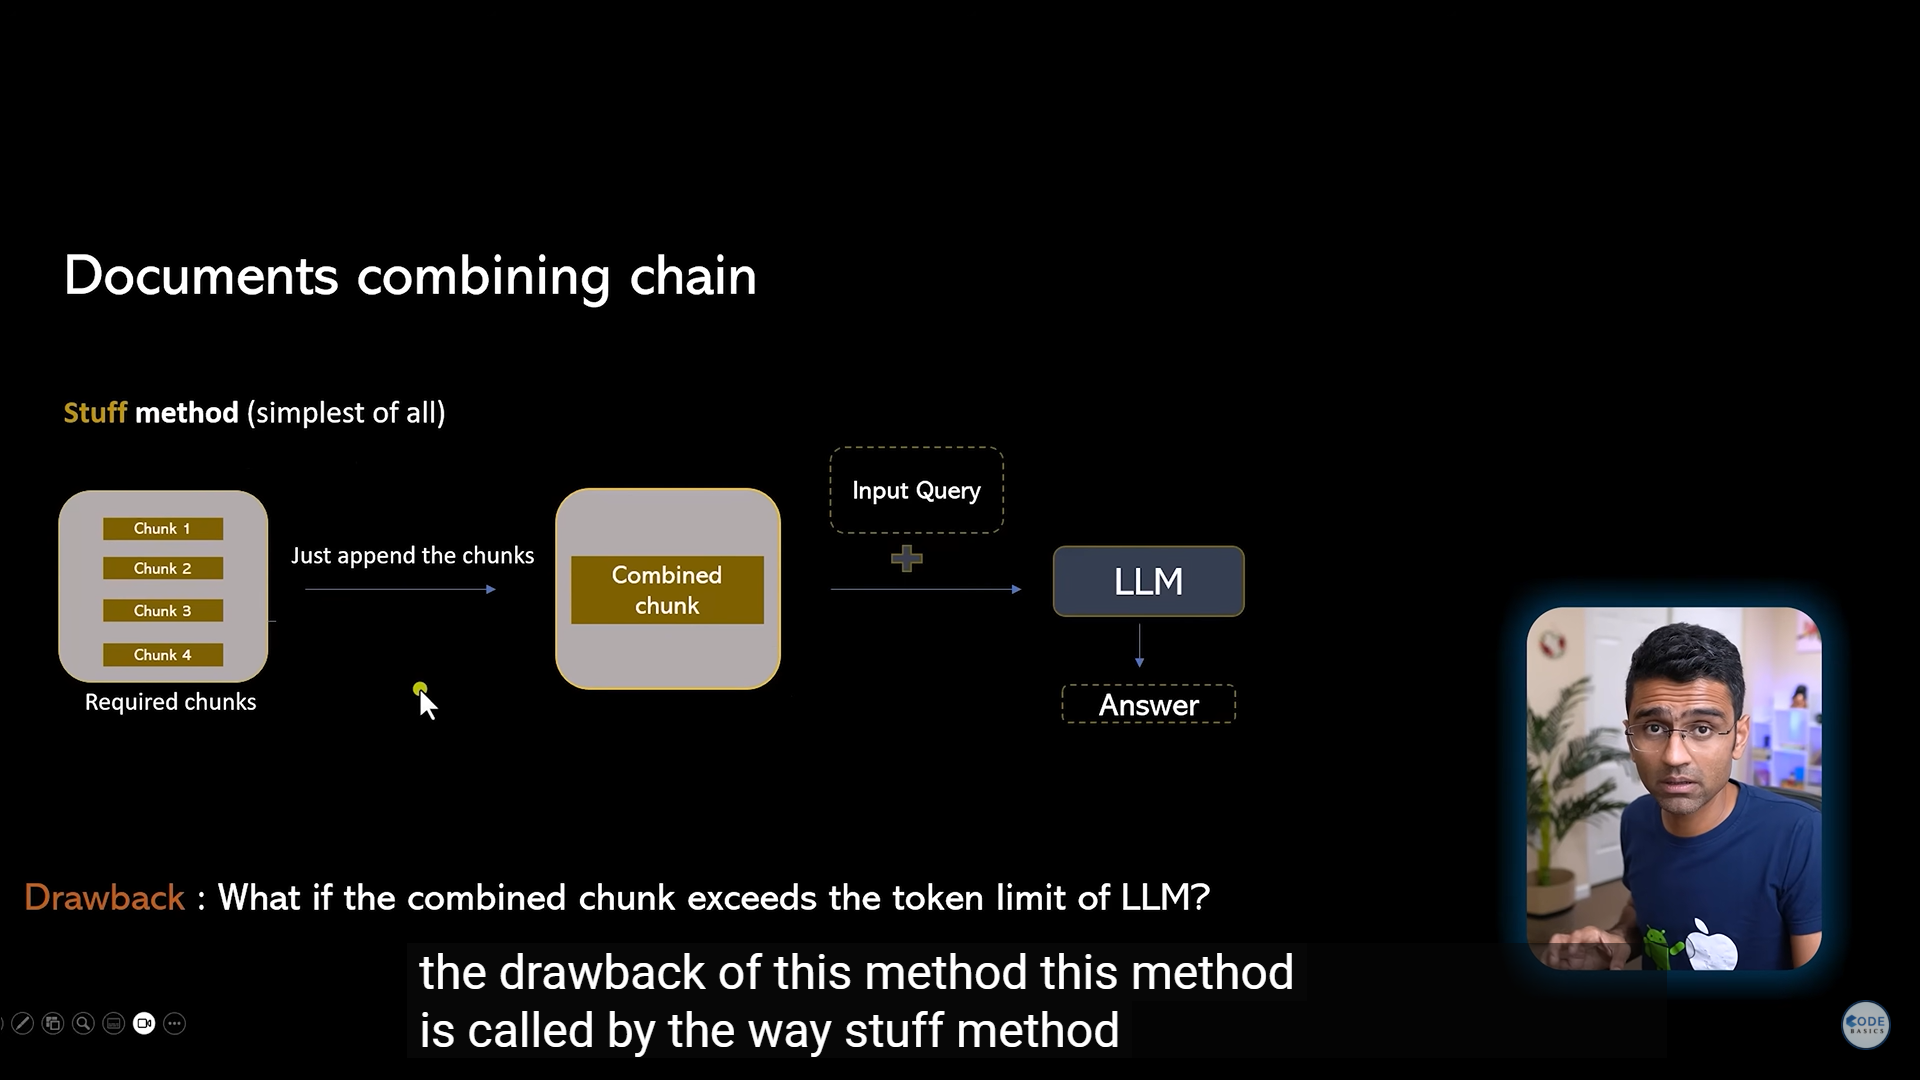 Documents combining chain
Stuff method (simplest of all)
Chunk 1
Chunk 2
Chunk 3
Chunk 4
Required chunks
Just append the chunks
Combined
chunk
Input Query
LLM
Answer
Drawback : What if the combined chunk exceeds the token limit of LLM?
the drawback of this method this method
is called by the way stuff method
CODE
BASICS